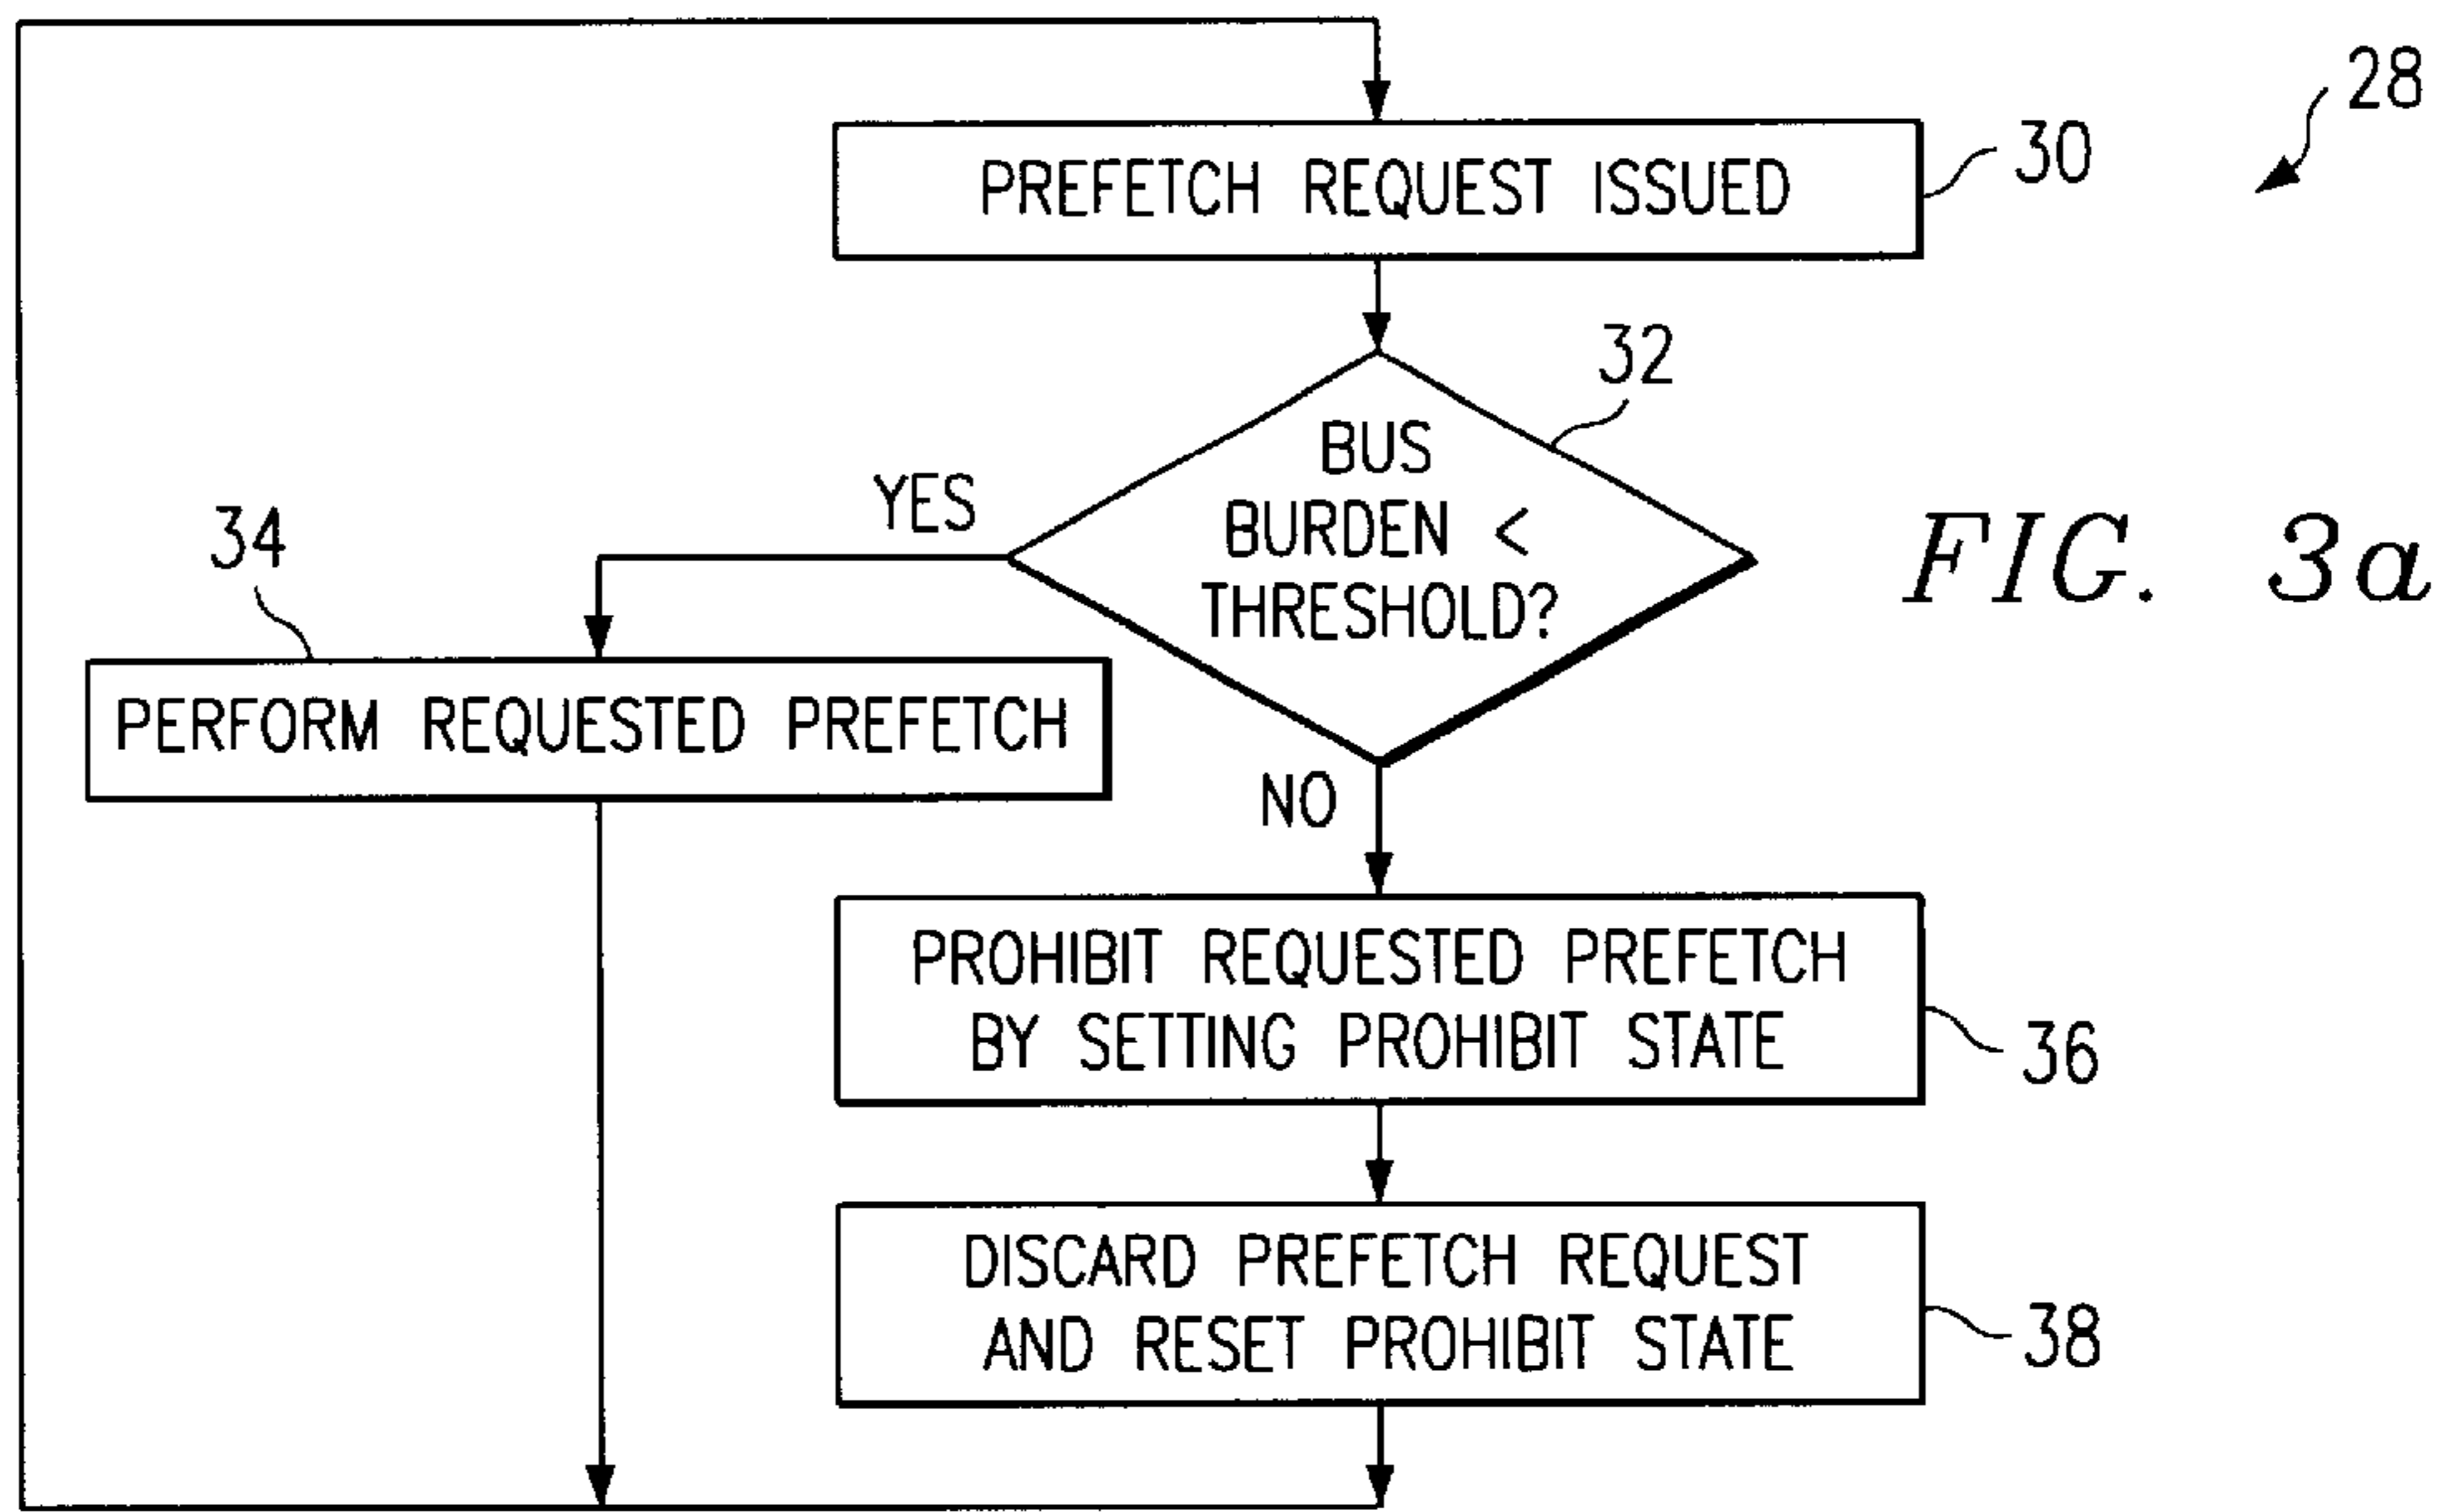 28
PREFETCH REQUEST ISSUED
30
32
BUS
BURDEN <
THRESHOLD?
YES
NO
FIG. 3a
34
PERFORM REQUESTED PREFETCH
PROHIBIT REQUESTED PREFETCH
BY SETTING PROHIBIT STATE
36
DISCARD PREFETCH REQUEST
AND RESET PROHIBIT STATE
38